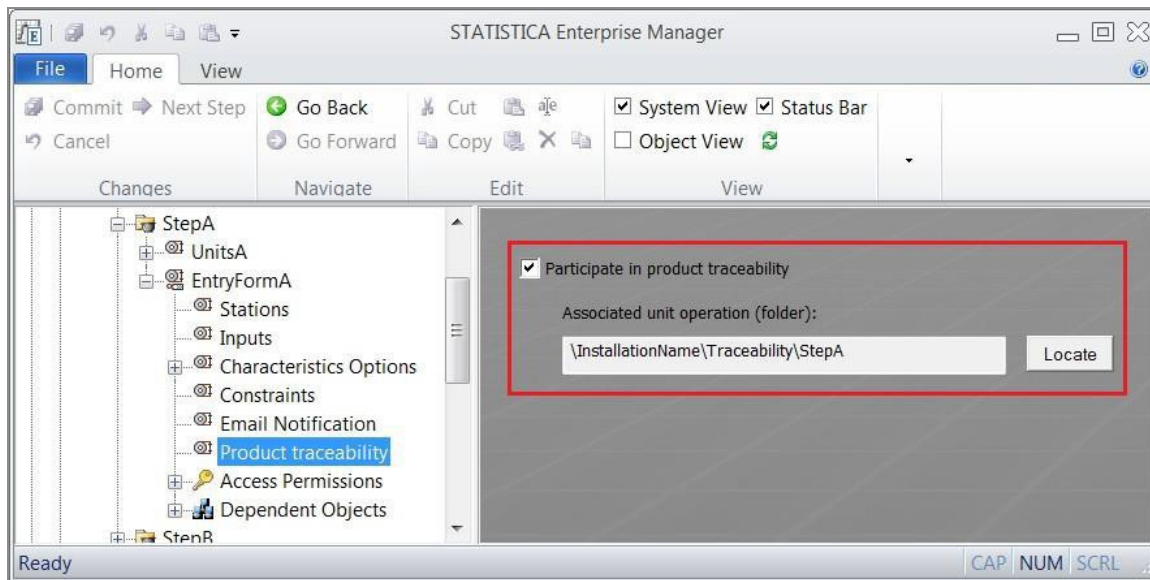 STATISTICA Enterprise Manager
File Home View
Commit Next Step Go Back Cut System View Status Bar
Cancel Go Forward Copy Object View
Changes Navigate Edit View
StepA
UnitsA
EntryFormA
Stations
Inputs
Characteristics Options
Constraints
Email Notification
Product traceability
Access Permissions
Dependent Objects
StepB
Participate in product traceability
Associated unit operation (folder):
\InstallationName\Traceability\StepA Locate
Ready CAP NUM SCRL